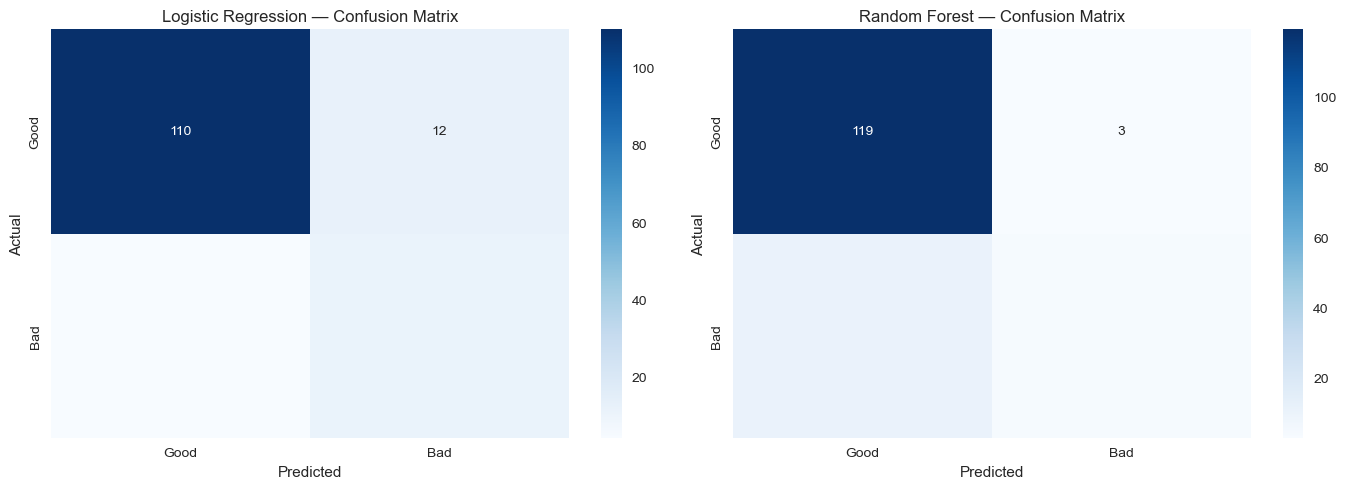 Logistic Regression — Confusion Matrix
Actual
Good
Bad
110
12
Good
Bad
Predicted
100
80
60
40
20
Random Forest — Confusion Matrix
Actual
Good
Bad
119
3
Good
Bad
Predicted
100
80
60
40
20